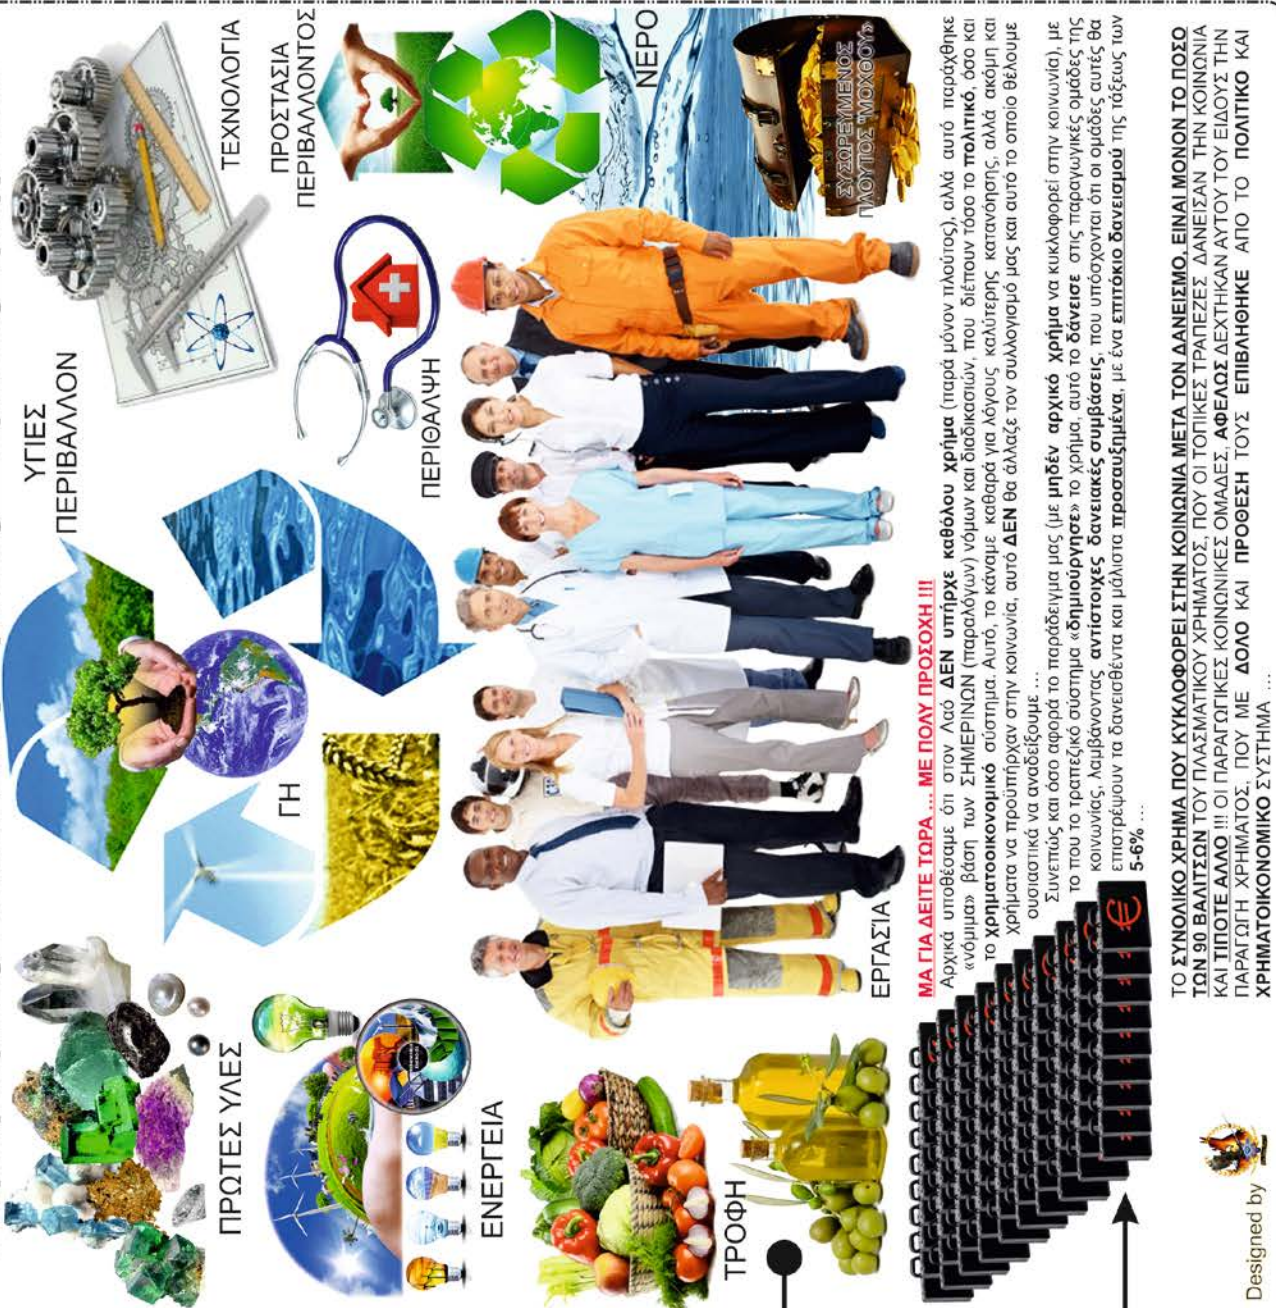 ΠΡΩΤΕΣ ΥΛΕΣ
ΓΗ
ΥΓΙΕΣ
ΠΕΡΙΒΑΛΛΟΝ
ΤΕΧΝΟΛΟΓΙΑ
ΠΡΟΣΤΑΣΙΑ
ΠΕΡΙΒΑΛΛΟΝΤΟΣ
ΕΝΕΡΓΕΙΑ
ΠΕΡΙΘΑΛΨΗ
ΝΕΡΟ
ΤΡΟΦΗ
ΕΡΓΑΣΙΑ
ΣΥΣΩΡΕΥΜΕΝΟΣ
ΠΛΟΥΤΟΣ "ΜΟΧΘΟΥ»
ΜΑ ΓΙΑ ΔΕΙΤΕ ΤΩΡΑ ... ΜΕ ΠΟΛΥ ΠΡΟΣΟΧΗ !!!
Αρχικά υποθέσαμε ότι στον Λαό ΔΕΝ υπήρχε καθόλου χρήμα (παρά μόνον πλούτος), αλλά αυτό παράχθηκε
«νόμιμα» βάση των ΣΗΜΕΡΙΝΩΝ (παραλόγων) νόμων και διαδικασιών, που διέπουν τόσο το πολιτικό, όσο και
το χρηματοοικονομικό σύστημα. Αυτό, το κάναμε καθαρά για λόγους καλύτερης κατανόησης, αλλά ακόμη και
χρήματα να προϋπήρχαν στην κοινωνία, αυτό ΔΕΝ θα άλλαζε τον συλλογισμό μας και αυτό το οποίο θέλουμε
ουσιαστικά να αναδείξουμε ...
Συνεπώς και όσο αφορά το παράδειγμα μας (με μηδέν αρχικό χρήμα να κυκλοφορεί στην κοινωνία), με
το που το τραπεζικό σύστημα «δημιούργησε» το χρήμα, αυτό το δάνεισε στις παραγωγικές ομάδες της
κοινωνίας, λαμβάνοντας αντίστοιχες δανειακές συμβάσεις, που υπόσχονται ότι οι ομάδες αυτές θα
επιστρέψουν τα δανεισθέντα και μάλιστα προσαυξημένα, με ένα επιτόκιο δανεισμού της τάξεως των
5-6% ...
€
ΤΟ ΣΥΝΟΛΙΚΟ ΧΡΗΜΑ ΠΟΥ ΚΥΚΛΟΦΟΡΕΙ ΣΤΗΝ ΚΟΙΝΩΝΙΑ ΜΕΤΑ ΤΟΝ ΔΑΝΕΙΣΜΟ, ΕΙΝΑΙ ΜΟΝΟΝ ΤΟ ΠΟΣΟ
ΤΩΝ 90 ΒΑΛΙΤΣΩΝ ΤΟΥ ΠΛΑΣΜΑΤΙΚΟΥ ΧΡΗΜΑΤΟΣ, ΠΟΥ ΟΙ ΤΟΠΙΚΕΣ ΤΡΑΠΕΖΕΣ ΔΑΝΕΙΣΑΝ ΤΗΝ ΚΟΙΝΩΝΙΑ
ΚΑΙ ΤΙΠΟΤΕ ΑΛΛΟ !!! ΟΙ ΠΑΡΑΓΩΓΙΚΕΣ ΚΟΙΝΩΝΙΚΕΣ ΟΜΑΔΕΣ, ΑΦΕΛΩΣ ΔΕΧΤΗΚΑΝ ΑΥΤΟΥ ΤΟΥ ΕΙΔΟΥΣ ΤΗΝ
ΠΑΡΑΓΩΓΗ ΧΡΗΜΑΤΟΣ, ΠΟΥ ΜΕ ΔΟΛΟ ΚΑΙ ΠΡΟΘΕΣΗ ΤΟΥΣ ΕΠΙΒΛΗΘΗΚΕ ΑΠΟ ΤΟ ΠΟΛΙΤΙΚΟ ΚΑΙ
ΧΡΗΜΑΤΟΙΚΟΝΟΜΙΚΟ ΣΥΣΤΗΜΑ ....
Designed by